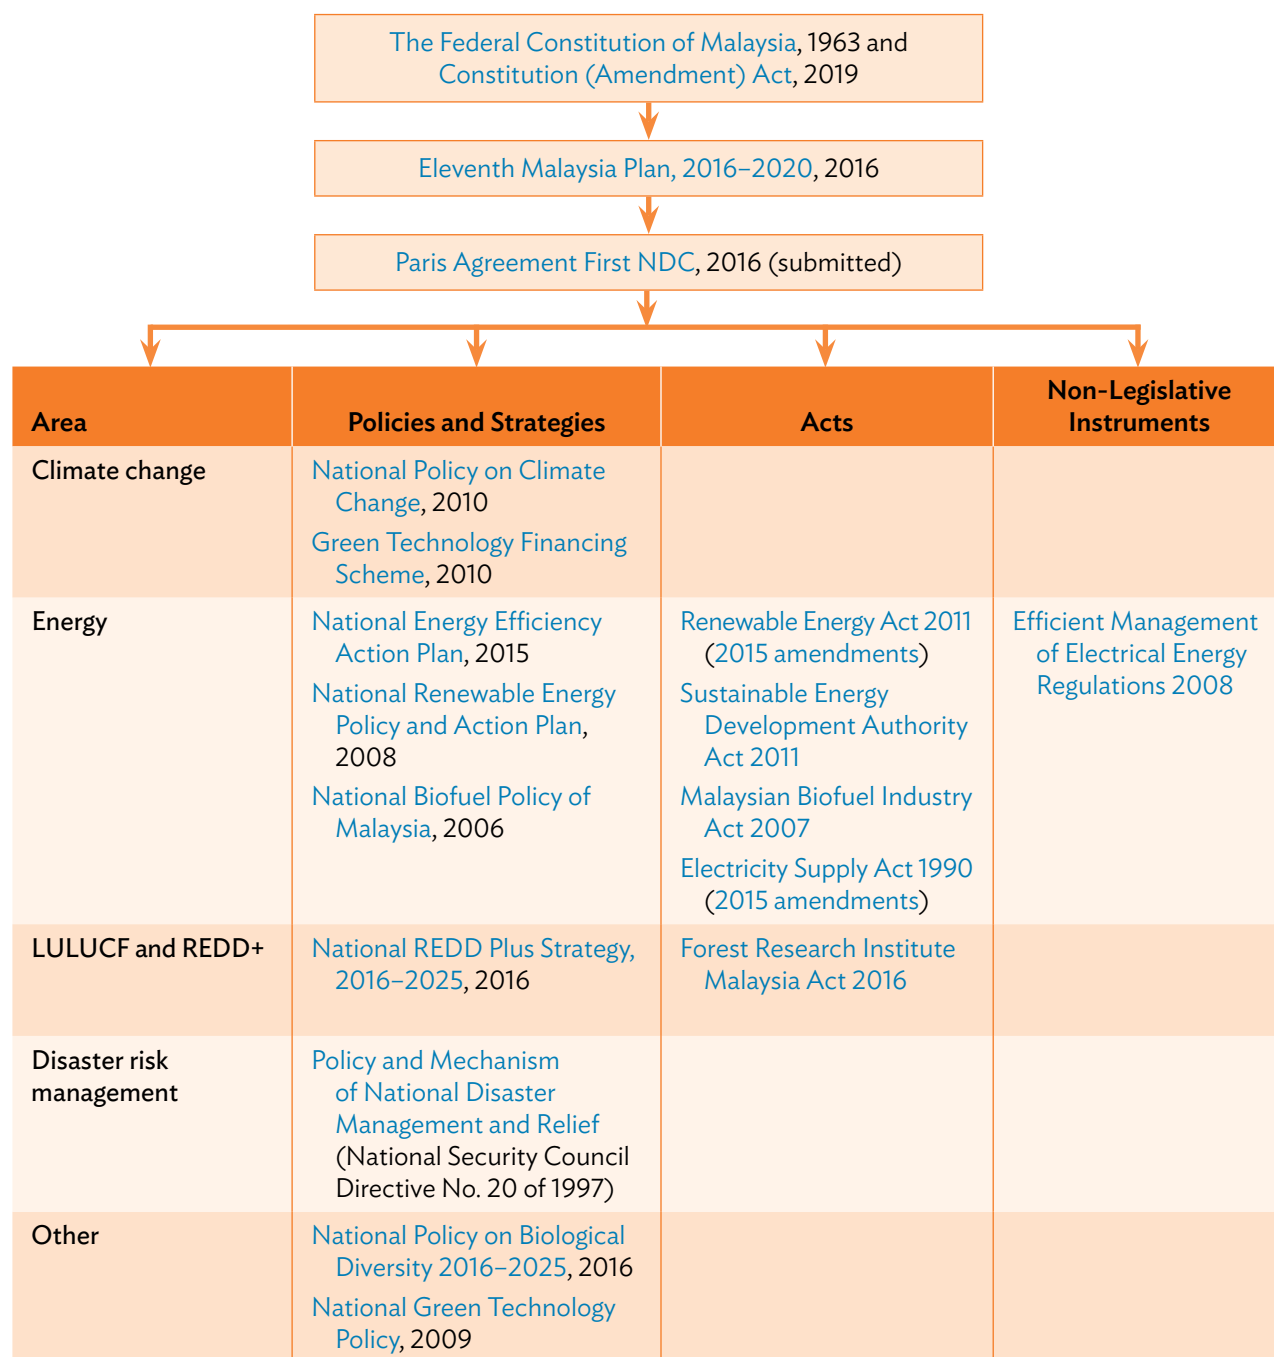 The Federal Constitution of Malaysia, 1963 and
Constitution (Amendment) Act, 2019
Eleventh Malaysia Plan, 2016–2020, 2016
Paris Agreement First NDC, 2016 (submitted)
Area
Policies and Strategies
Acts
Non-Legislative
Instruments
Climate change
National Policy on Climate
Change, 2010
Green Technology Financing
Scheme, 2010
Energy
National Energy Efficiency
Action Plan, 2015
National Renewable Energy
Policy and Action Plan,
2008
National Biofuel Policy of
Malaysia, 2006
Renewable Energy Act 2011
(2015 amendments)
Sustainable Energy
Development Authority
Act 2011
Malaysian Biofuel Industry
Act 2007
Electricity Supply Act 1990
(2015 amendments)
Efficient Management
of Electrical Energy
Regulations 2008
LULUCF and REDD+
National REDD Plus Strategy,
2016–2025, 2016
Forest Research Institute
Malaysia Act 2016
Disaster risk
management
Policy and Mechanism
of National Disaster
Management and Relief
(National Security Council
Directive No. 20 of 1997)
Other
National Policy on Biological
Diversity 2016–2025, 2016
National Green Technology
Policy, 2009